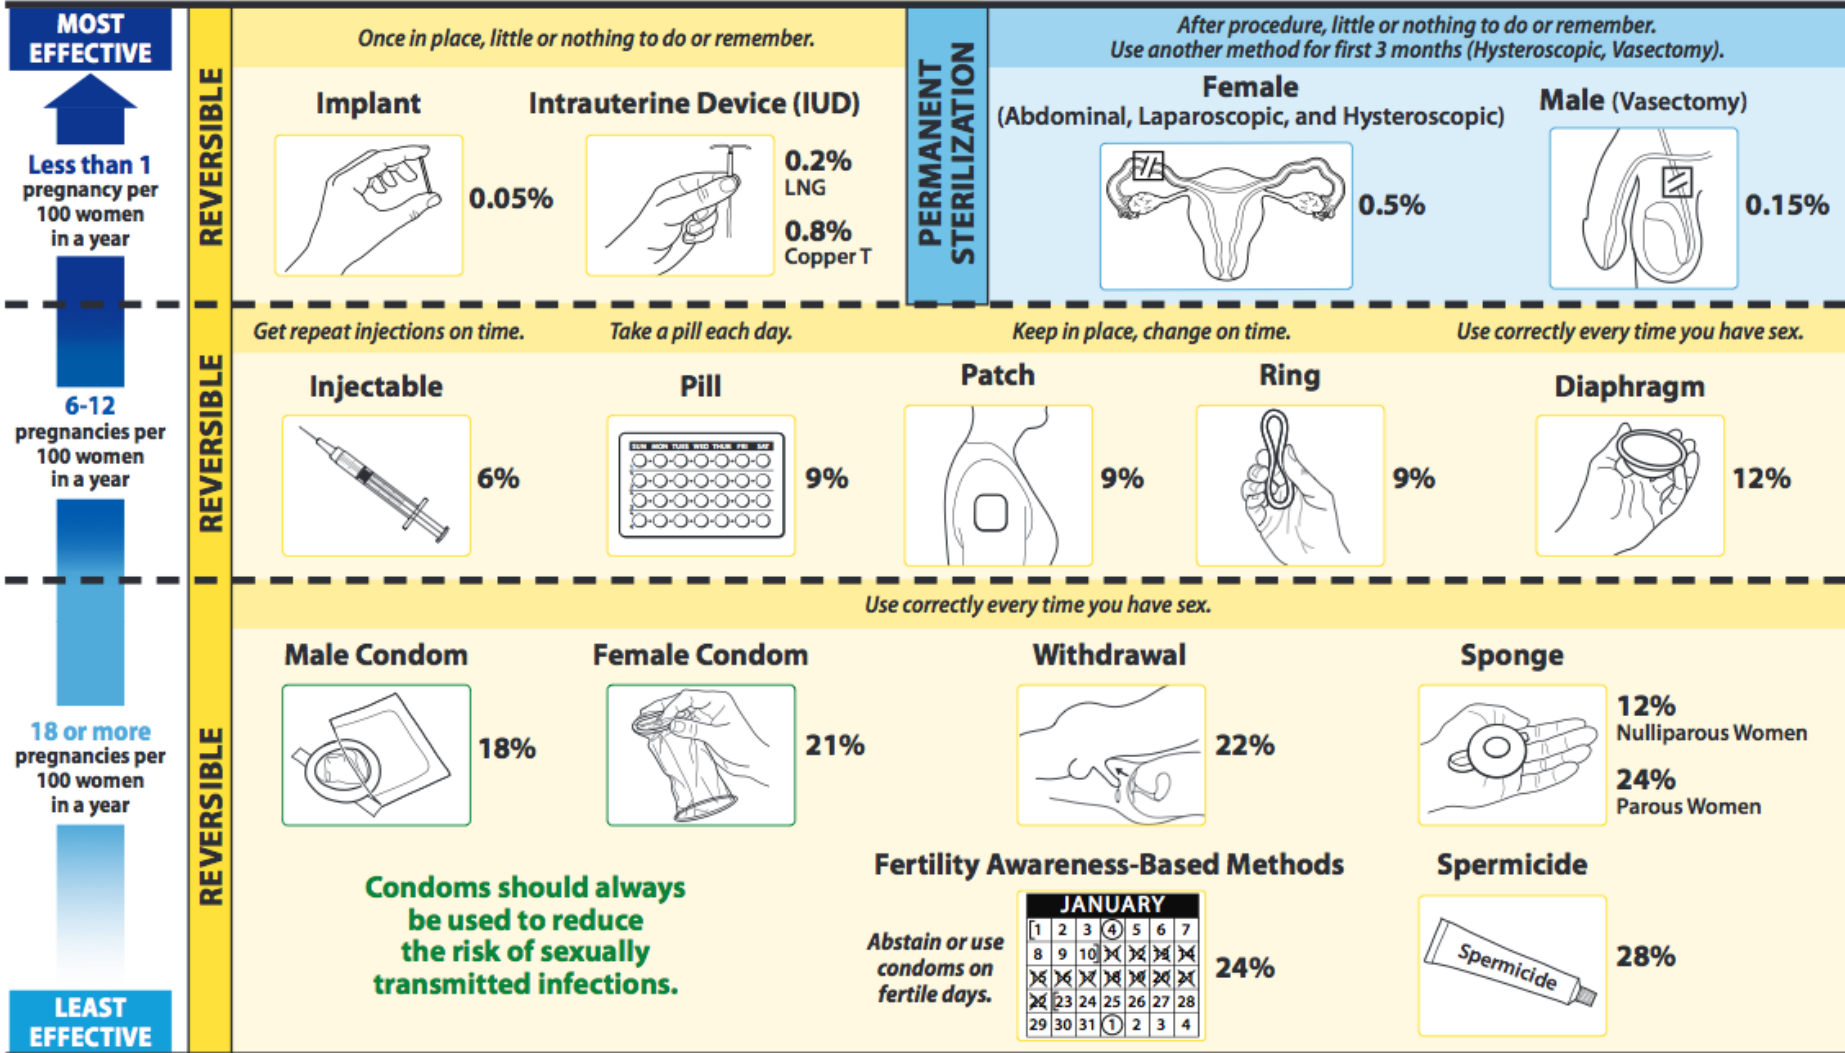 MOST
EFFECTIVE
Less than 1
pregnancy per
100 women
in a year
REVERSIBLE
Once in place, little or nothing to do or remember.
Implant
0.05%
Intrauterine Device (IUD)
0.2%
LNG
0.8%
Copper T
PERMANENT
STERILIZATION
After procedure, little or nothing to do or remember.
Use another method for first 3 months (Hysteroscopic, Vasectomy).
Female
(Abdominal, Laparoscopic, and Hysteroscopic)
0.5%
Male (Vasectomy)
0.15%
6-12
pregnancies per
100 women
in a year
REVERSIBLE
Get repeat injections on time.
Injectable
6%
Take a pill each day.
Pill
SUN MON TUES WED THUR FRI SAT
9%
Keep in place, change on time.
Patch
9%
Ring
9%
Use correctly every time you have sex.
Diaphragm
12%
18 or more
pregnancies per
100 women
in a year
LEAST
EFFECTIVE
REVERSIBLE
Use correctly every time you have sex.
Male Condom
18%
Female Condom
21%
Withdrawal
22%
Sponge
12%
Nulliparous Women
24%
Parous Women
Condoms should always
be used to reduce
the risk of sexually
transmitted infections.
Fertility Awareness-Based Methods
Abstain or use
condoms on
fertile days.
JANUARY
[1 2 3 4 5 6 7
8 9 10] 11 12 13 14
15 16 17 18 19 20 21
22 [23 24 25 26 27 28
29 30 31 1 2 3 4
24%
Spermicide
Spermicide
28%